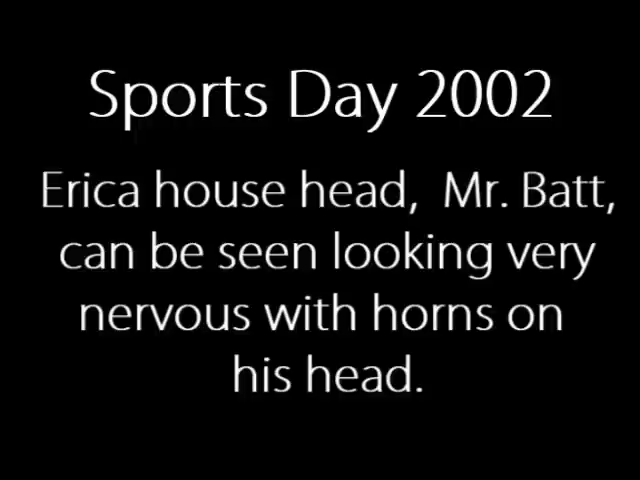 Sports Day 2002
Erica house head,  Mr. Batt,
can be seen looking very
nervous with horns on
his head.